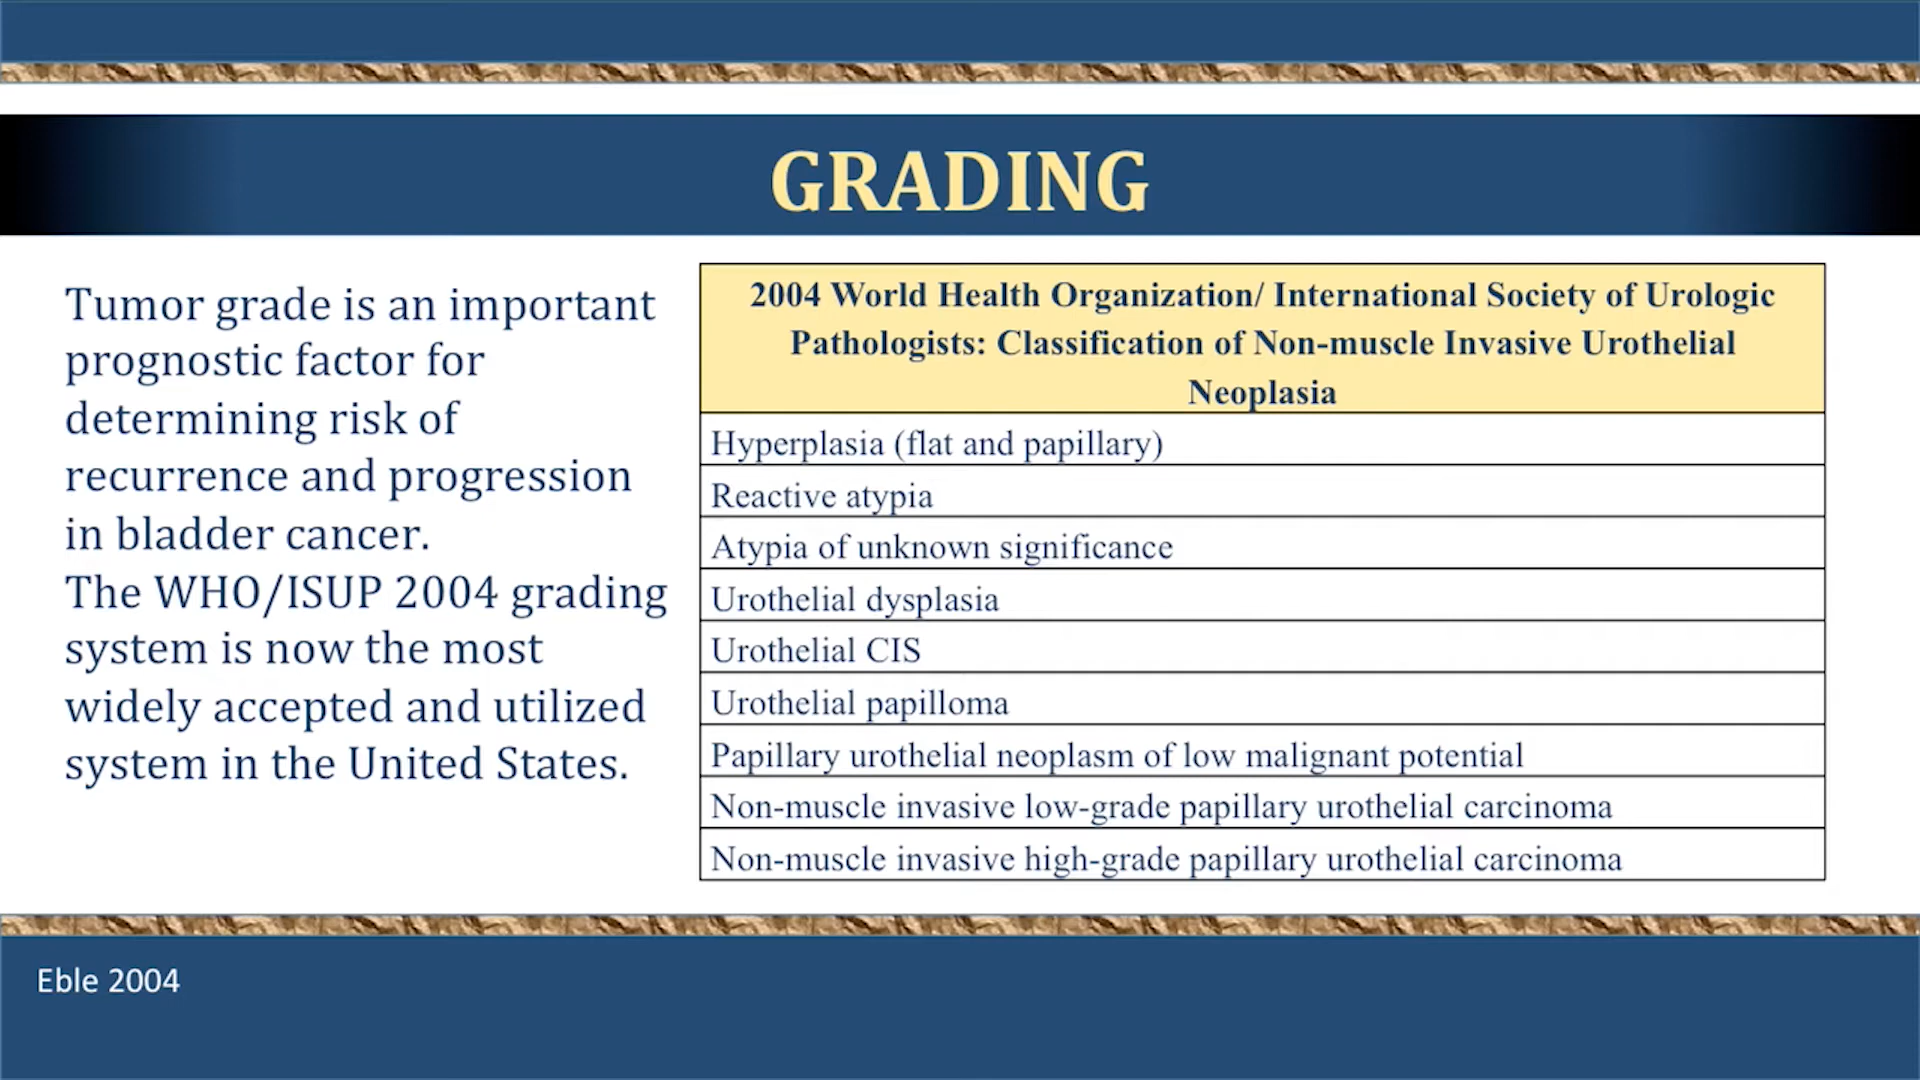 GRADING
Tumor grade is an important
prognostic factor for
determining risk of
recurrence and progression
in bladder cancer.
The WHO/ISUP 2004 grading
system is now the most
widely accepted and utilized
system in the United States.
2004 World Health Organization/ International Society of Urologic
Pathologists: Classification of Non-muscle Invasive Urothelial
Neoplasia
Hyperplasia (flat and papillary)
Reactive atypia
Atypia of unknown significance
Urothelial dysplasia
Urothelial CIS
Urothelial papilloma
Papillary urothelial neoplasm of low malignant potential
Non-muscle invasive low-grade papillary urothelial carcinoma
Non-muscle invasive high-grade papillary urothelial carcinoma
Eble 2004